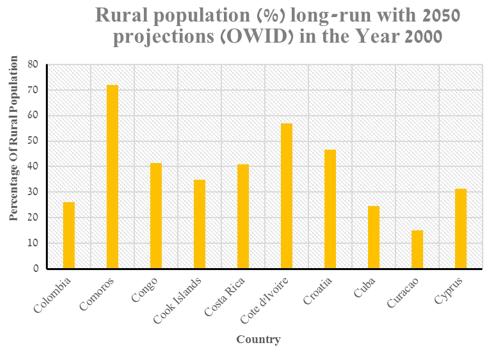 Rural population (%) long-run with 2050
projections (OWID) in the Year 2000
Percentage Of Rural Population
80
70
60
50
40
30
20
10
0
Colombia
Comoros
Congo
Cook Islands
Costa Rica
Cote d'Ivoire
Croatia
Cuba
Curacao
Cyprus
Country